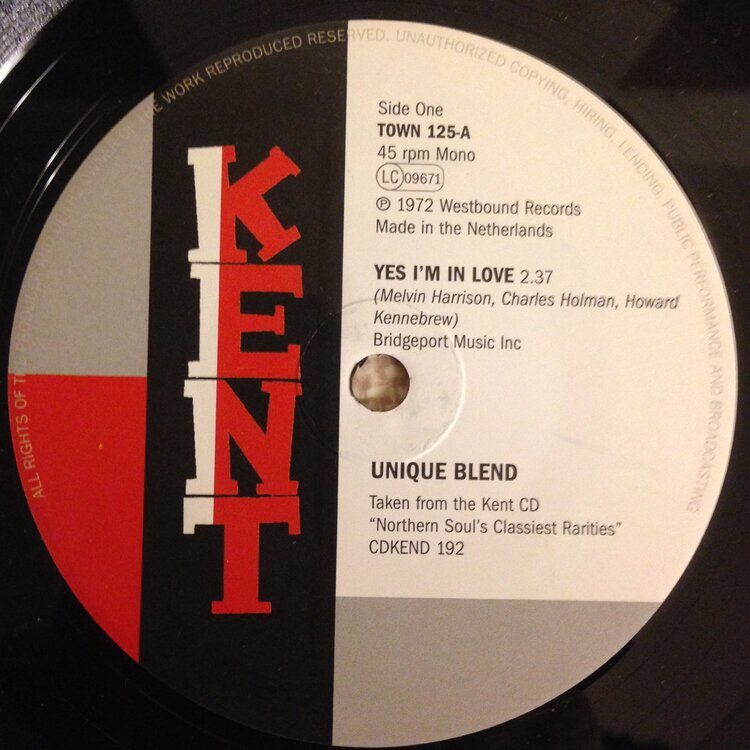 KENT
Side One
TOWN 125-A
45 rpm Mono
LC 09671
℗ 1972 Westbound Records
Made in the Netherlands
YES I'M IN LOVE 2.37
(Melvin Harrison, Charles Holman, Howard
Kennebrew)
Bridgeport Music Inc
UNIQUE BLEND
Taken from the Kent CD
“Northern Soul's Classiest Rarities”
CDKEND 192
ALL RIGHTS OF THE WORK REPRODUCED RESERVED. UNAUTHORIZED COPYING, HIRING, LENDING, PUBLIC PERFORMANCE AND BROADCASTING